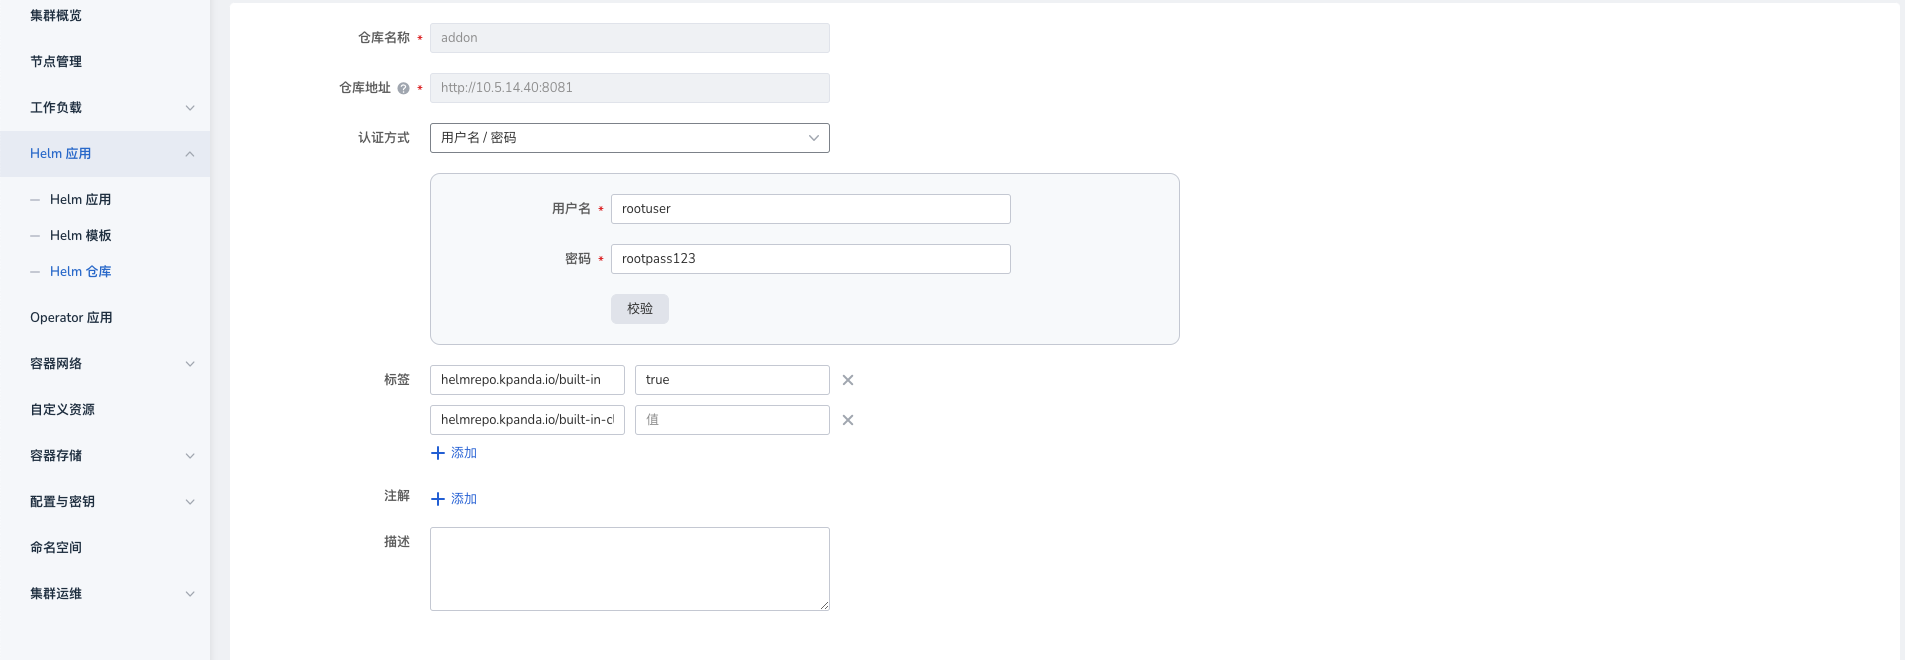 集群概览
节点管理
工作负载
Helm 应用
Helm 应用
Helm 模板
Helm 仓库
Operator 应用
容器网络
自定义资源
容器存储
配置与密钥
命名空间
集群运维
仓库名称 * addon
仓库地址 ? * http://10.5.14.40:8081
认证方式 用户名 / 密码
用户名 * rootuser
密码 * rootpass123
校验
标签 helmrepo.kpanda.io/built-in true
helmrepo.kpanda.io/built-in-cl 值
添加
注解 添加
描述